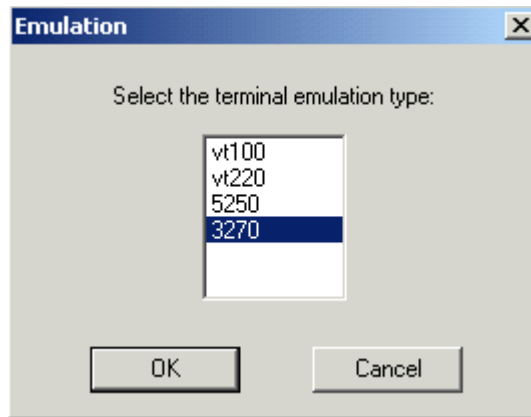 Emulation
Select the terminal emulation type:
vt100
vt220
5250
3270
OK Cancel